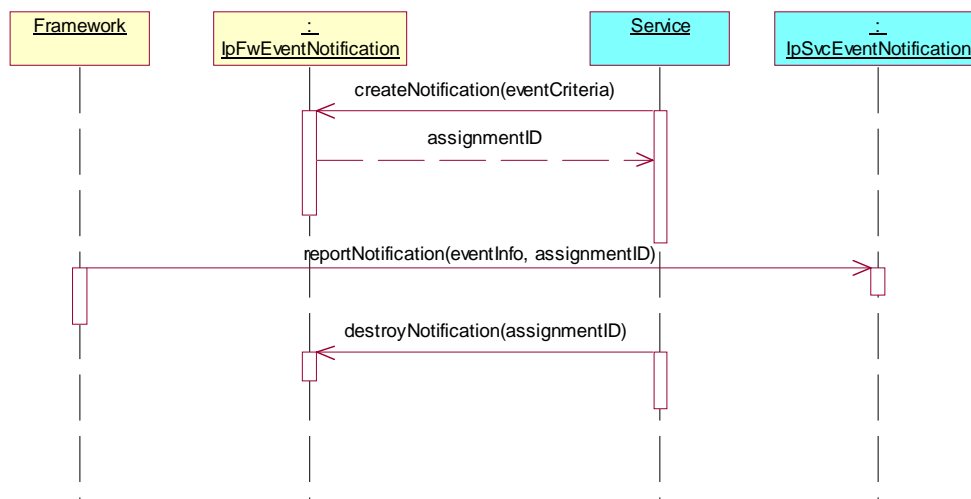 Framework
:
IpFwEventNotification
Service
:
IpSvcEventNotification
createNotification(eventCriteria)
assignmentID
reportNotification(eventInfo, assignmentID)
destroyNotification(assignmentID)